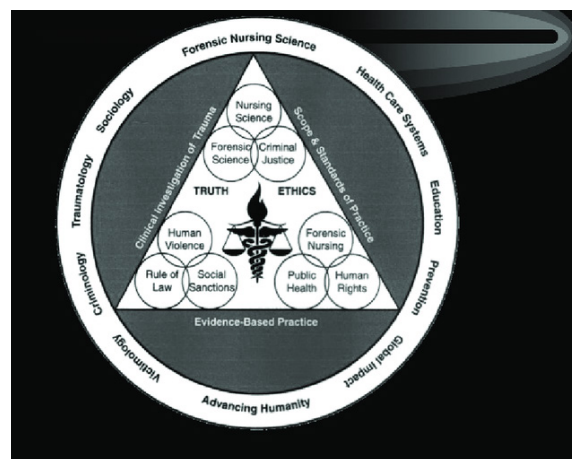 Forensic Nursing Science
Health Care Systems
Education
Prevention
Global Impact
Advancing Humanity
Victimology
Criminology
Traumatology
Sociology
Clinical Investigation of Trauma
Scope & Standards of Practice
Evidence-Based Practice
Nursing
Science
Forensic
Science
Criminal
Justice
TRUTH
ETHICS
Human
Violence
Rule of
Law
Social
Sanctions
Forensic
Nursing
Public
Health
Human
Rights